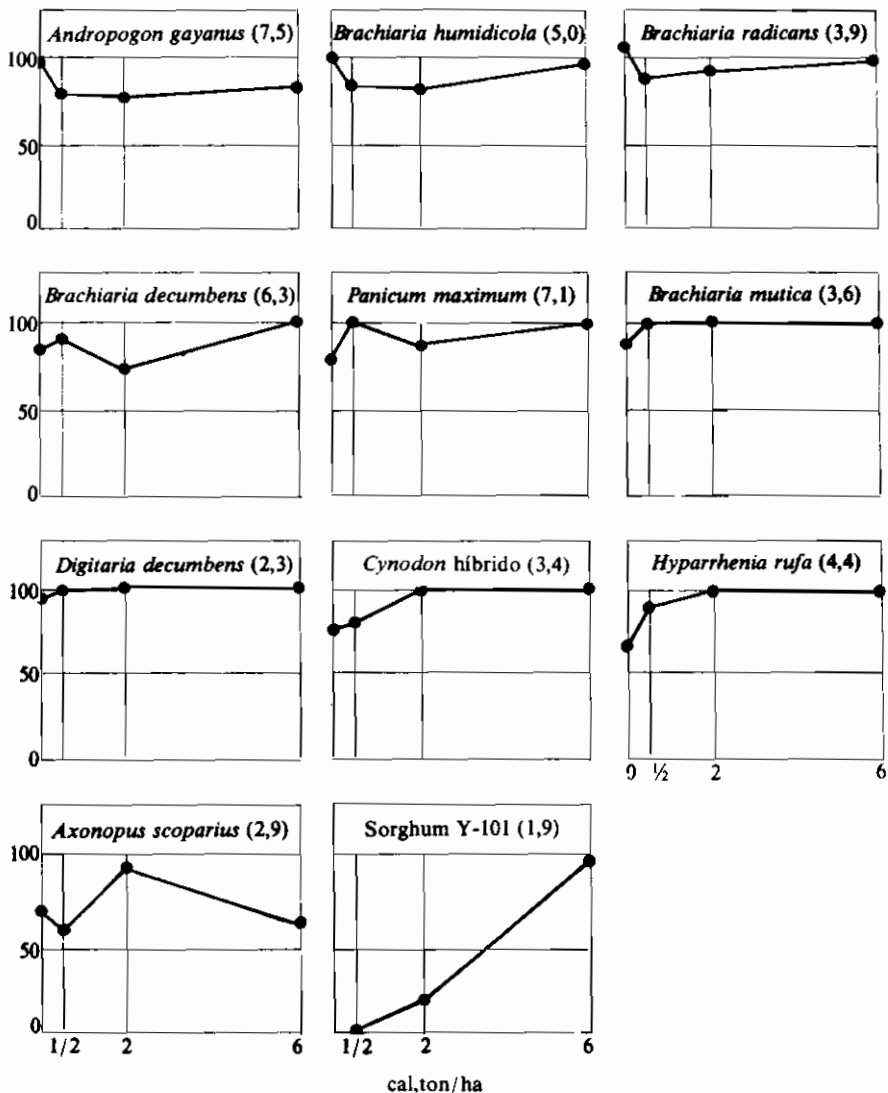 Andropogon gayanus (7,5)
Brachiaria humidicola (5,0)
Brachiaria radicans (3,9)
100
50
0
Brachiaria decumbens (6,3)
Panicum maximum (7,1)
Brachiaria mutica (3,6)
100
50
0
Digitaria decumbens (2,3)
Cynodon híbrido (3,4)
Hyparrhenia rufa (4,4)
100
50
0
0 ½ 2 6
Axonopus scoparius (2,9)
Sorghum Y-101 (1,9)
100
50
0
1/2 2 6
1/2 2 6
cal,ton/ha